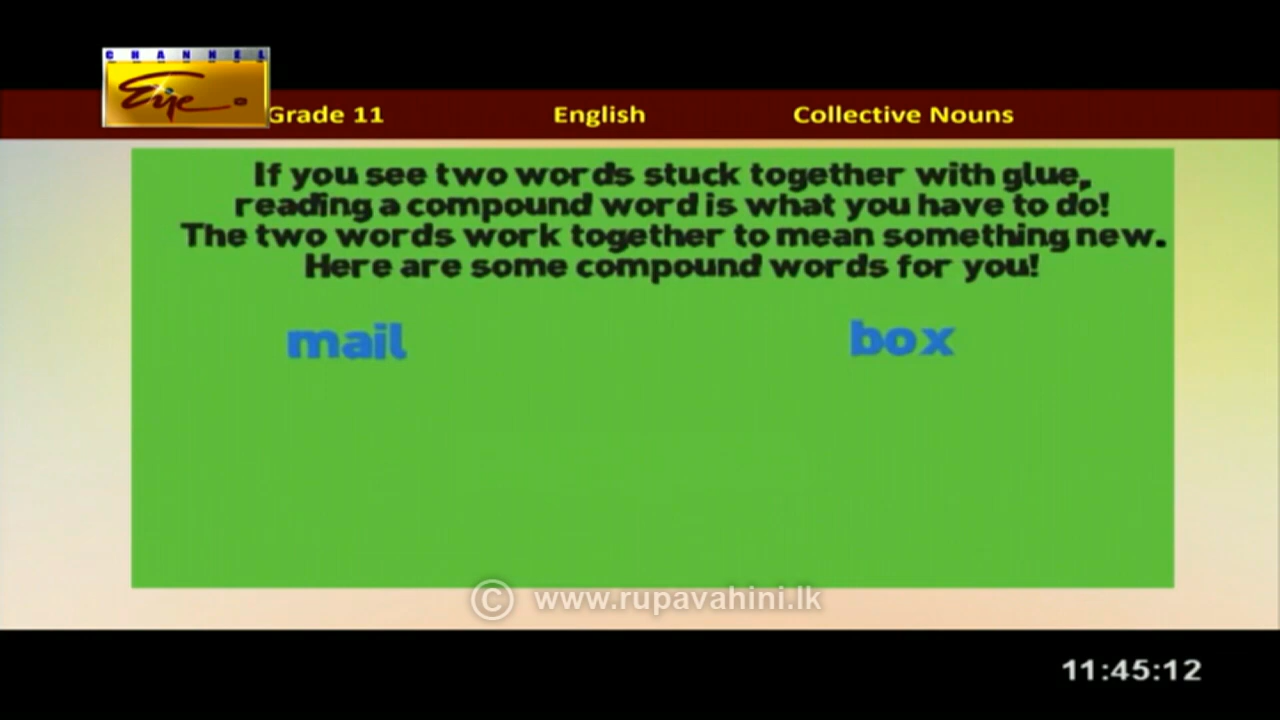 CHANNEL
Eye
Grade 11 English Collective Nouns
If you see two words stuck together with glue,
reading a compound word is what you have to do!
The two words work together to mean something new.
Here are some compound words for you!
mail box
© www.rupavahini.lk
11:45:12